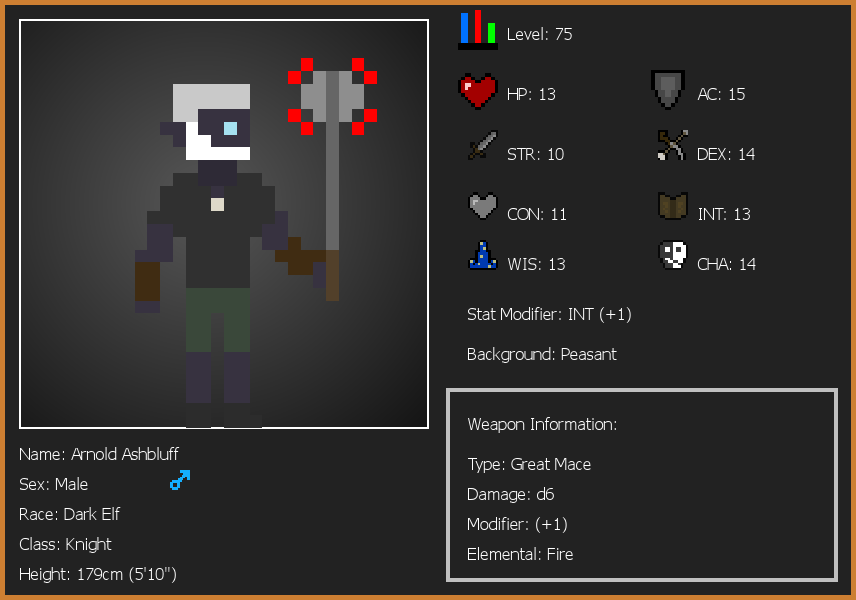 Level: 75
HP: 13
AC: 15
STR: 10
DEX: 14
CON: 11
INT: 13
WIS: 13
CHA: 14
Stat Modifier: INT (+1)
Background: Peasant
Weapon Information:
Type: Great Mace
Damage: d6
Modifier: (+1)
Elemental: Fire
Name: Arnold Ashbluff
Sex: Male
Race: Dark Elf
Class: Knight
Height: 179cm (5'10")